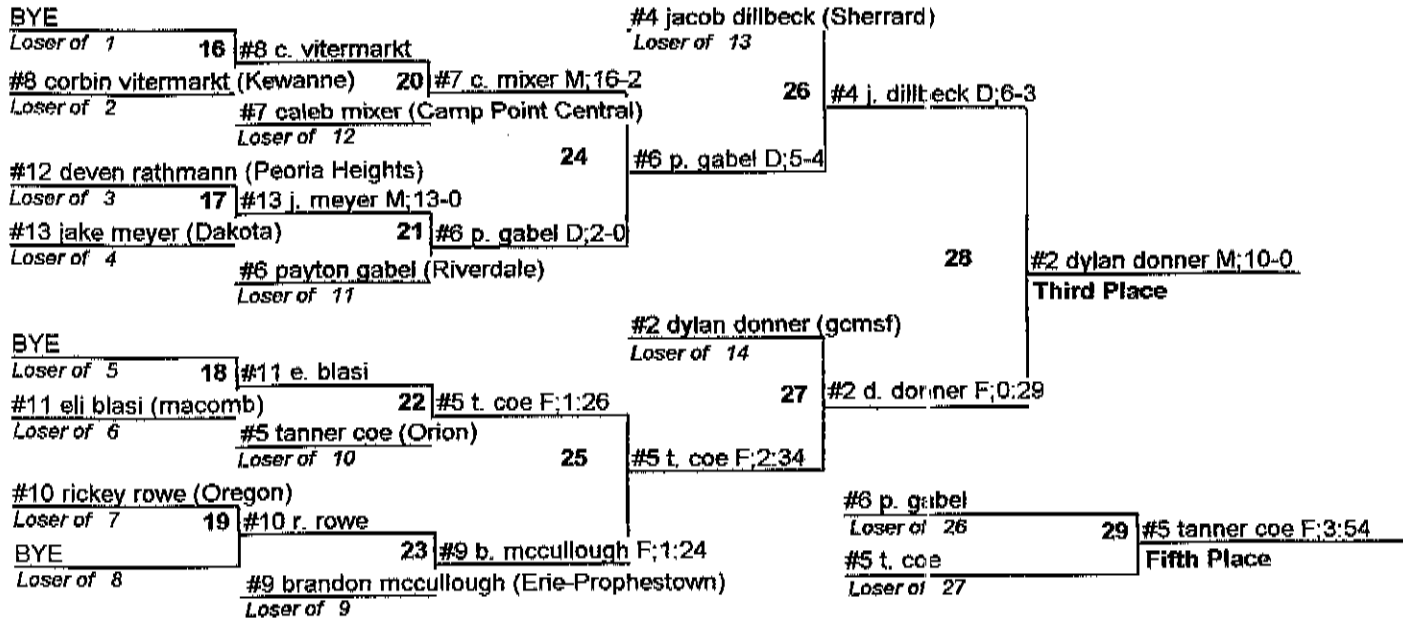 BYE
#4 jacob dillbeck (Sherrard)
Loser of 1
16 #8 c. vitermarkt
Loser of 13
#8 corbin vitermarkt (Kewanne)
20 #7 c. mixer M;16-2
26 #4 j. dillbeck D;6-3
Loser of 2
#7 caleb mixer (Camp Point Central)
Loser of 12
24 #6 p. gabel D;5-4
#12 deven rathmann (Peoria Heights)
Loser of 3
17 #13 j. meyer M;13-0
#13 jake meyer (Dakota)
21 #6 p. gabel D;2-0
Loser of 4
#6 payton gabel (Riverdale)
28 #2 dylan donner M;10-0
Loser of 11
Third Place
BYE
#2 dylan donner (gcmsf)
Loser of 5
18 #11 e. blasi
Loser of 14
#11 eli blasi (macomb)
22 #5 t. coe F;1:26
27 #2 d. donner F;0:29
Loser of 6
#5 tanner coe (Orion)
Loser of 10
25 #5 t. coe F;2:34
#10 rickey rowe (Oregon)
#6 p. gabel
Loser of 7
19 #10 r. rowe
Loser of 26
29 #5 tanner coe F;3:54
BYE
23 #9 b. mccullough F;1:24
#5 t. coe
Fifth Place
Loser of 8
#9 brandon mccullough (Erie-Prophestown)
Loser of 27
Loser of 9